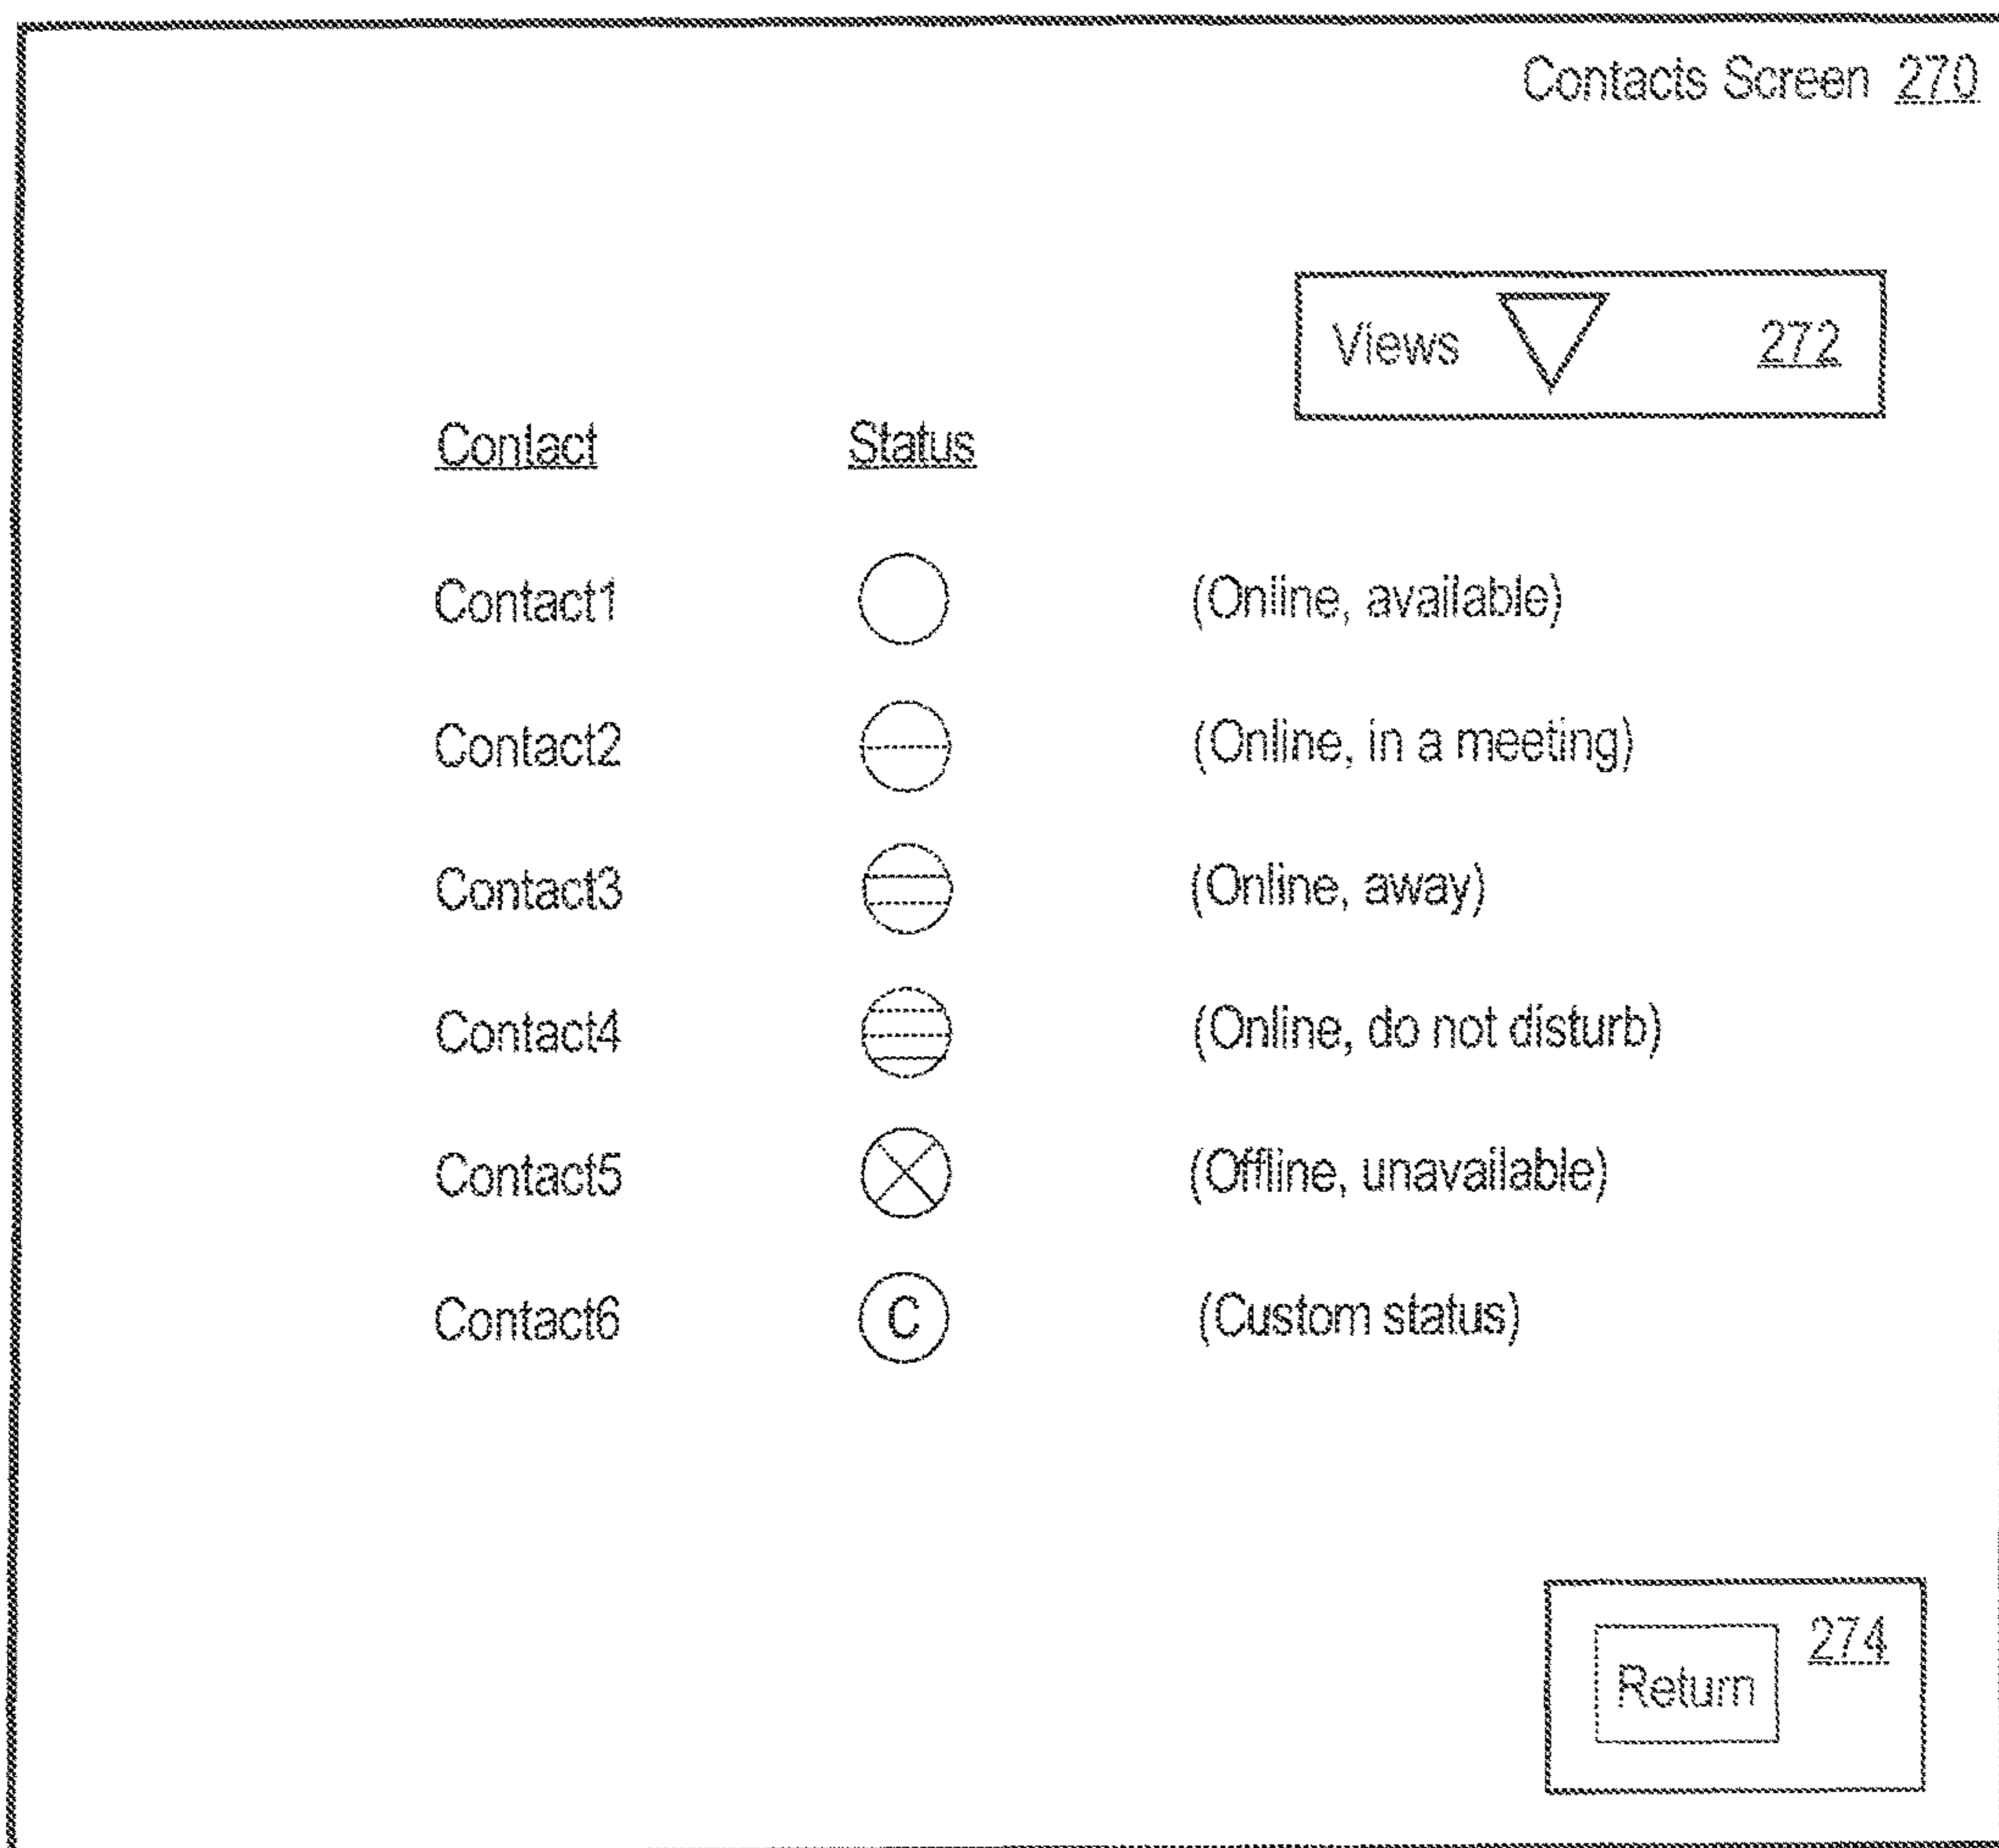 Contacts Screen 270
Views 272
Contact Status
Contact1 (Online, available)
Contact2 (Online, in a meeting)
Contact3 (Online, away)
Contact4 (Online, do not disturb)
Contact5 (Offline, unavailable)
Contact6 C (Custom status)
274
Return